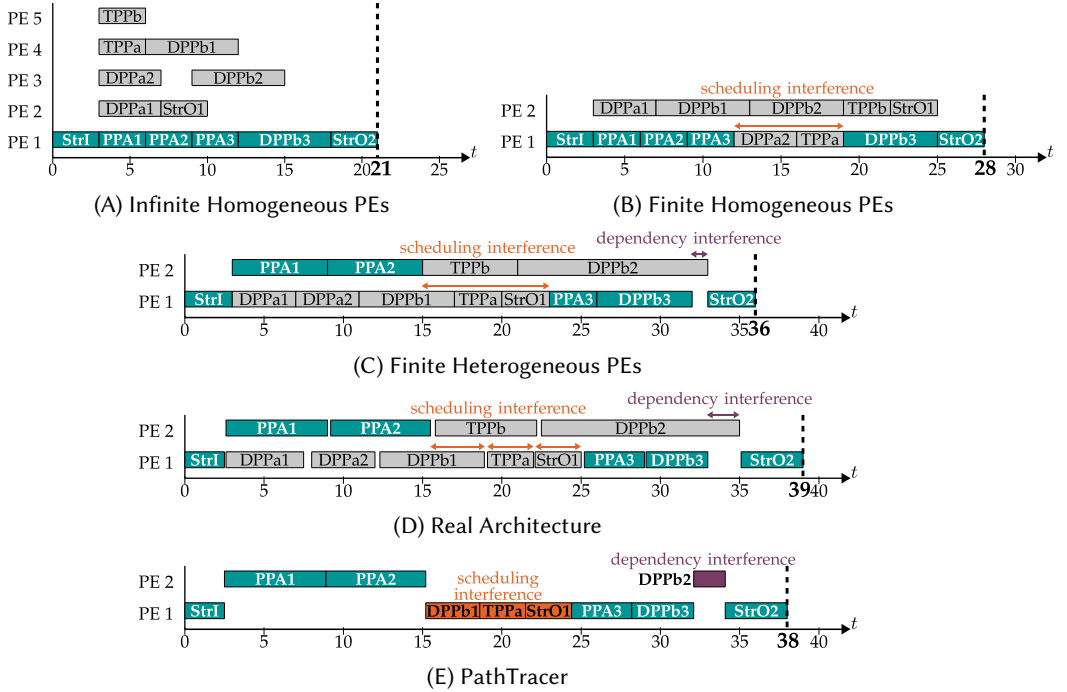 PE 5 TPPb
PE 4 TPPa DPPb1
PE 3 DPPa2 DPPb2
PE 2 DPPa1 StrO1
PE 1 StrI PPA1 PPA2 PPA3 DPPb3 StrO2 t
0 5 10 15 20 21 25
(A) Infinite Homogeneous PEs
scheduling interference
PE 2 DPPa1 DPPb1 DPPb2 TPPb StrO1
PE 1 StrI PPA1 PPA2 PPA3 DPPa2 TPPa DPPb3 StrO2 t
0 5 10 15 20 25 28 30
(B) Finite Homogeneous PEs
dependency interference
scheduling interference
PE 2 PPA1 PPA2 TPPb DPPb2
PE 1 StrI DPPa1 DPPa2 DPPb1 TPPa StrO1 PPA3 DPPb3 StrO2 t
0 5 10 15 20 25 30 35 36 40
(C) Finite Heterogeneous PEs
dependency interference
scheduling interference
PE 2 PPA1 PPA2 TPPb DPPb2
PE 1 StrI DPPa1 DPPa2 DPPb1 TPPa StrO1 PPA3 DPPb3 StrO2 t
0 5 10 15 20 25 30 35 39 40
(D) Real Architecture
dependency interference
PE 2 PPA1 PPA2 scheduling DPPb2
interference
PE 1 StrI DPPb1 TPPa StrO1 PPA3 DPPb3 StrO2 t
0 5 10 15 20 25 30 35 38 40
(E) PathTracer